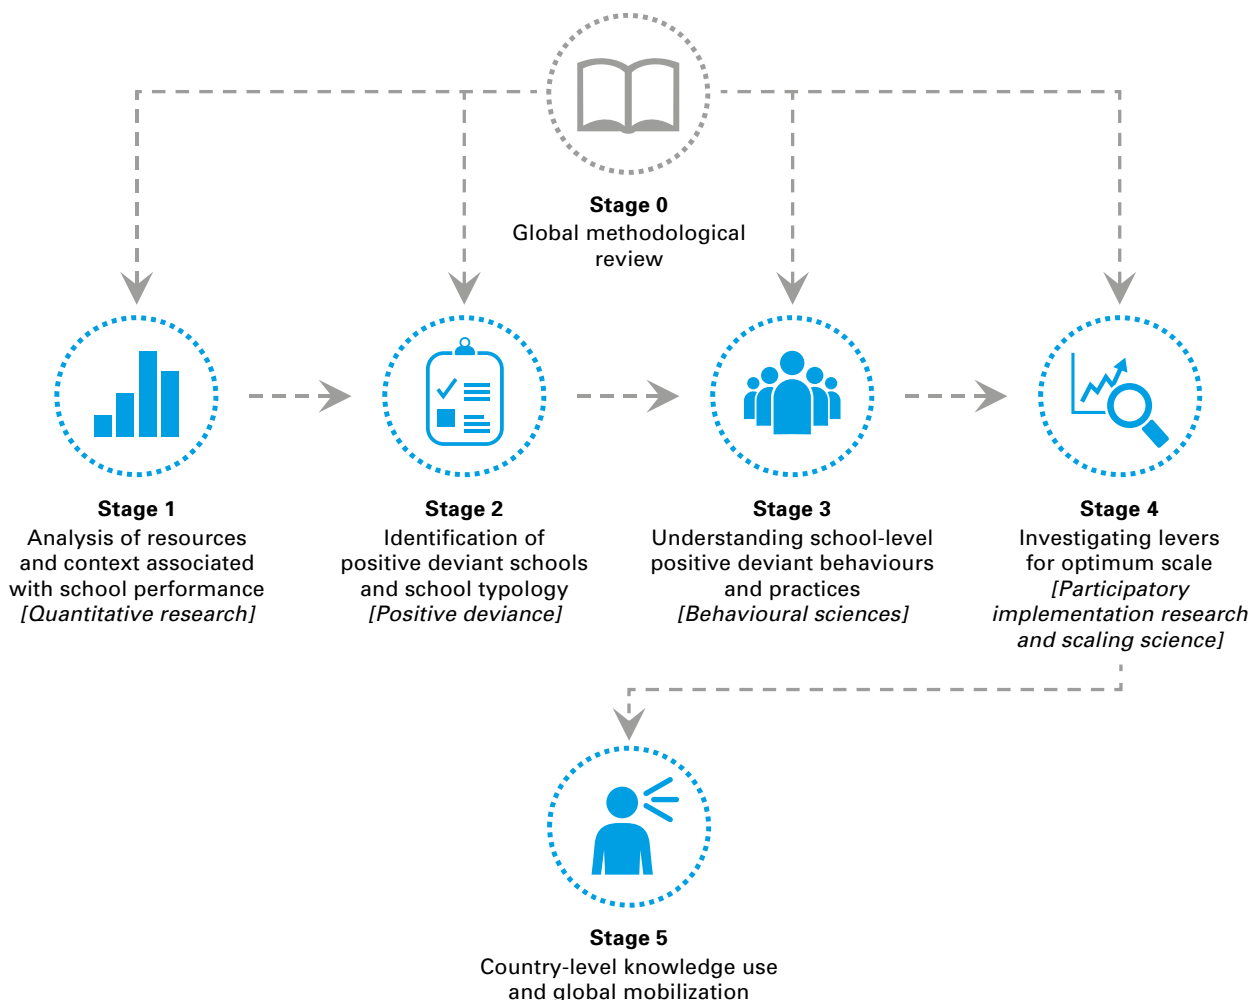 Stage 0
Global methodological
review
Stage 1
Analysis of resources
and context associated
with school performance
[Quantitative research]
Stage 2
Identification of
positive deviant schools
and school typology
[Positive deviance]
Stage 3
Understanding school-level
positive deviant behaviours
and practices
[Behavioural sciences]
Stage 4
Investigating levers
for optimum scale
[Participatory
implementation research
and scaling science]
Stage 5
Country-level knowledge use
and global mobilization